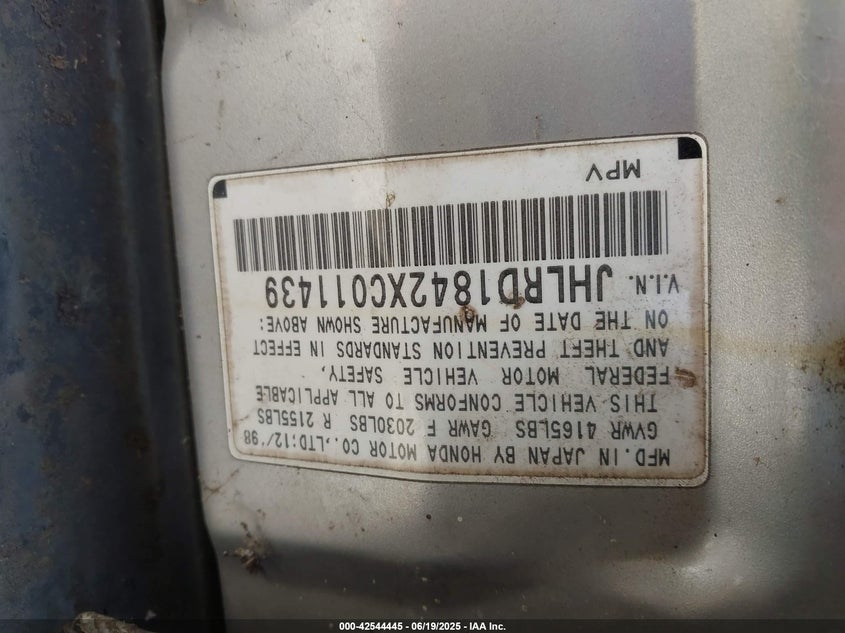 MFD. IN JAPAN BY HONDA MOTOR CO.,LTD;12/'98
GVWR 4165LBS GAWR F 2030LBS R 2155LBS
THIS VEHICLE CONFORMS TO ALL APPLICABLE
FEDERAL MOTOR VEHICLE SAFETY,
AND THEFT PREVENTION STANDARDS IN EFFECT
ON THE DATE OF MANUFACTURE SHOWN ABOVE:
V.I.N. JHLRD1842XC011439
MPV
000-42544445 - 06/19/2025 - IAA Inc.